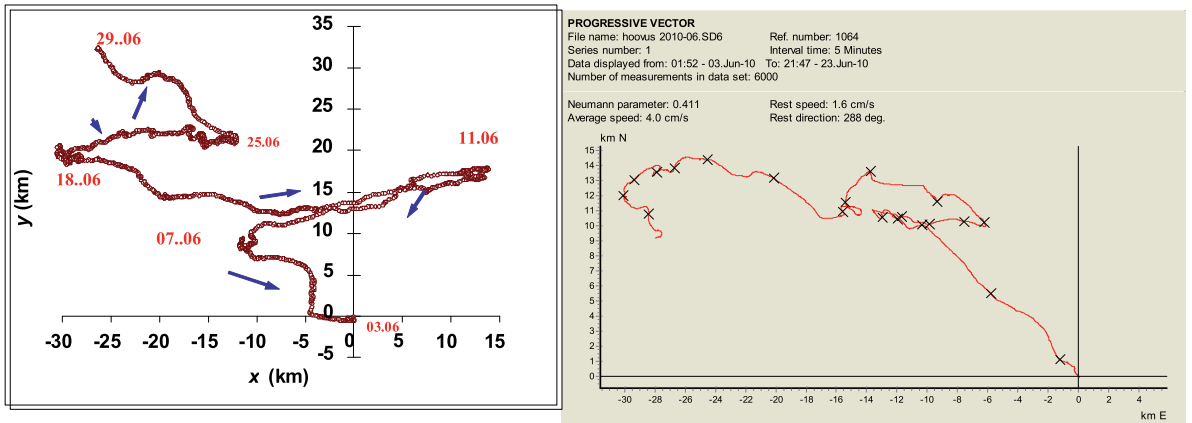 35
29..06
30
25
11.06
25.06
20
18..06
15
y (km)
07..06
10
5
0
03.06
-30 -25 -20 -15 -10 -5 0 5 10 15
-5
x (km)
PROGRESSIVE VECTOR
File name: hoovus 2010-06.SD6 Ref. number: 1064
Series number: 1 Interval time: 5 Minutes
Data displayed from: 01:52 - 03.Jun-10 To: 21:47 - 23.Jun-10
Number of measurements in data set: 6000
Neumann parameter: 0.411 Rest speed: 1.6 cm/s
Average speed: 4.0 cm/s Rest direction: 288 deg.
km N
15
14
13
12
11
10
9
8
7
6
5
4
3
2
1
0
-30 -28 -26 -24 -22 -20 -18 -16 -14 -12 -10 -8 -6 -4 -2 0 2 4
km E